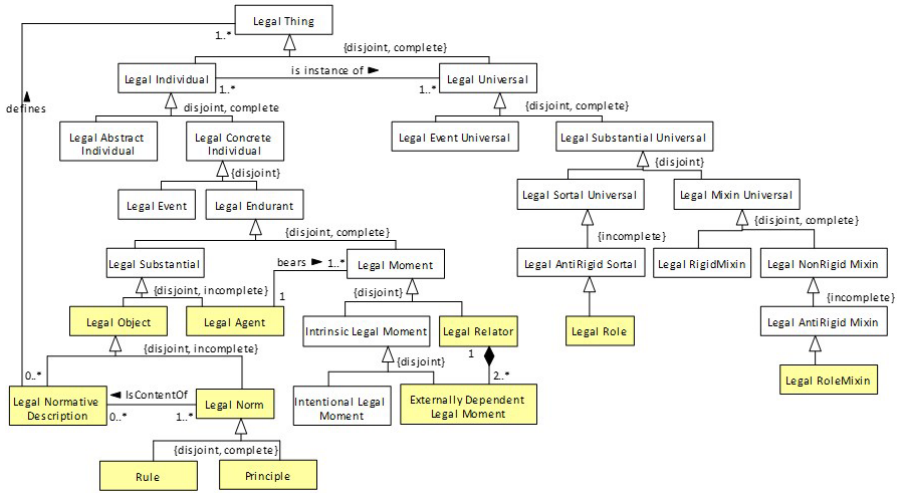 Legal Thing
1..*
{disjoint, complete}
Legal Individual
is instance of ►
Legal Universal
1..*
1..*
defines
disjoint, complete
{disjoint, complete}
Legal Abstract
Individual
Legal Concrete
Individual
Legal Event Universal
Legal Substantial Universal
{disjoint}
{disjoint}
Legal Event
Legal Endurant
Legal Sortal Universal
Legal Mixin Universal
{disjoint, complete}
{incomplete}
{disjoint, complete}
Legal Substantial
bears ►
1..*
Legal Moment
Legal AntiRigid Sortal
Legal RigidMixin
Legal NonRigid Mixin
{disjoint, incomplete}
1
{disjoint}
{incomplete}
Legal Object
Legal Agent
Intrinsic Legal Moment
Legal Relator
Legal Role
Legal AntiRigid Mixin
{disjoint, incomplete}
1
{disjoint}
0..*
2..*
Legal RoleMixin
Legal Normative
Description
◄ IsContentOf
0..*
1..*
Legal Norm
Intentional Legal
Moment
Externally Dependent
Legal Moment
{disjoint, complete}
Rule
Principle